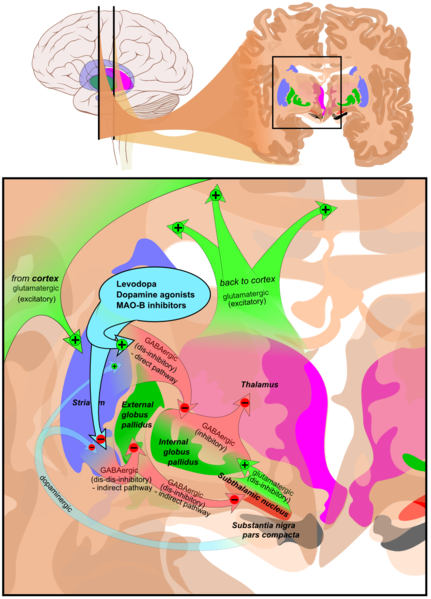 from cortex
glutamatergic
(excitatory)
Levodopa
Dopamine agonists
MAO-B inhibitors
back to cortex
glutamatergic
(excitatory)
GABAergic
(dis-inhibitory)
- direct pathway
Thalamus
Striatum
External
globus
pallidus
GABAergic
(inhibitory)
Internal
globus
pallidus
glutamatergic
(dis-inhibitory)
GABAergic
(dis-dis-inhibitory)
- indirect pathway
GABAergic
(dis-inhibitory)
- indirect pathway
Subthalamic nucleus
dopaminergic
Substantia nigra
pars compacta